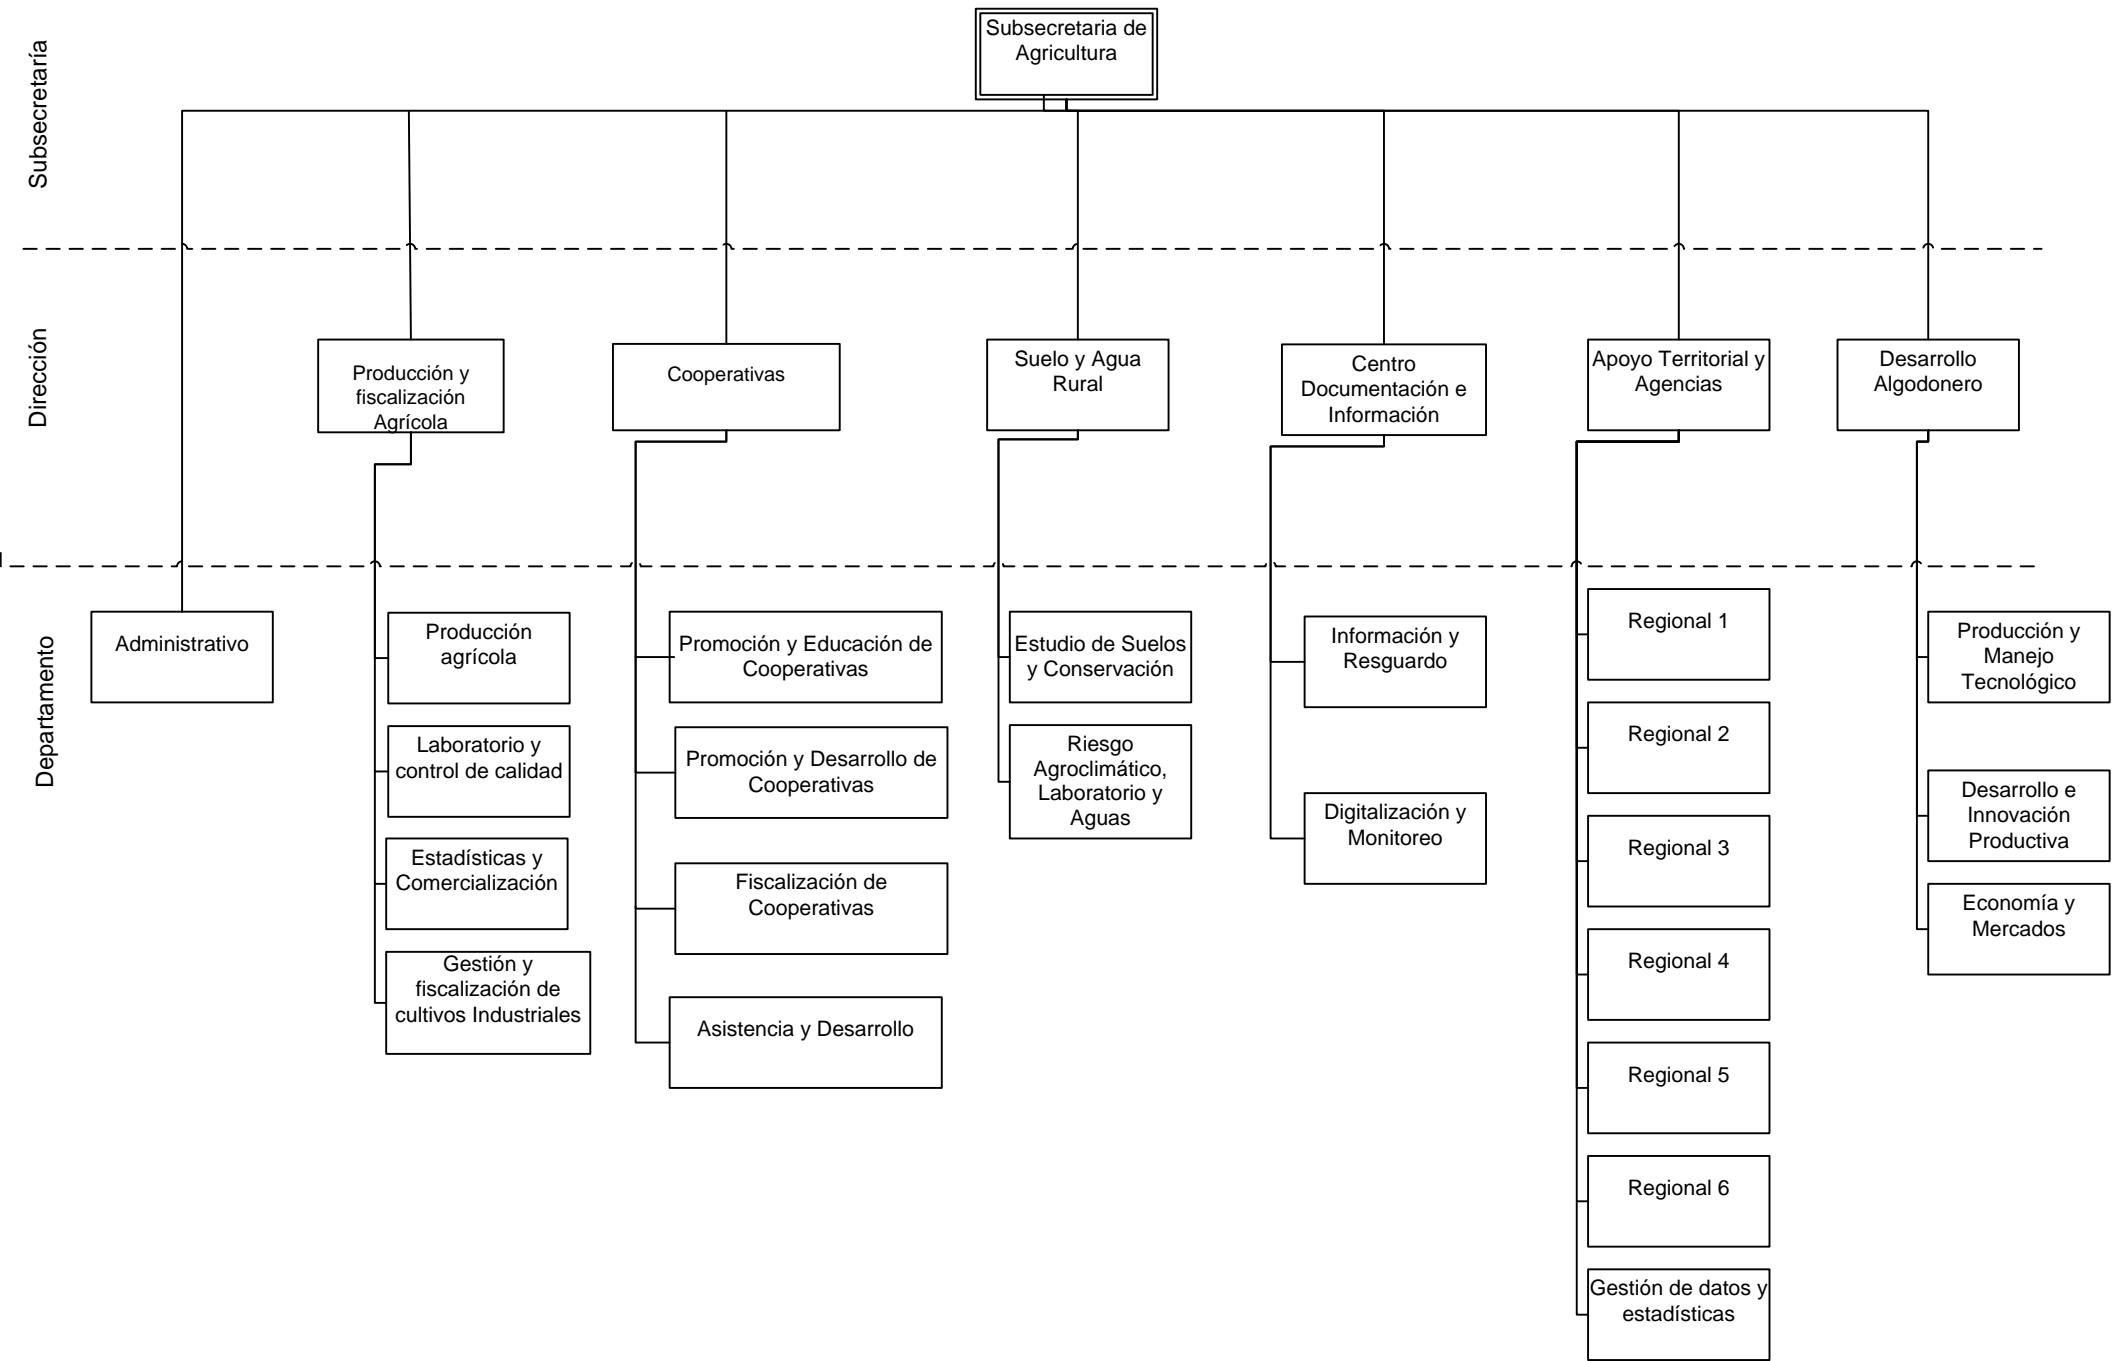 Subsecretaria de
Agricultura
Subsecretaría
Dirección
Producción y
fiscalización
Agrícola
Cooperativas
Suelo y Agua
Rural
Centro
Documentación e
Información
Apoyo Territorial y
Agencias
Desarrollo
Algodonero
Departamento
Administrativo
Producción
agrícola
Laboratorio y
control de calidad
Estadísticas y
Comercialización
Gestión y
fiscalización de
cultivos Industriales
Promoción y Educación de
Cooperativas
Promoción y Desarrollo de
Cooperativas
Fiscalización de
Cooperativas
Asistencia y Desarrollo
Estudio de Suelos
y Conservación
Riesgo
Agroclimático,
Laboratorio y
Aguas
Información y
Resguardo
Digitalización y
Monitoreo
Regional 1
Regional 2
Regional 3
Regional 4
Regional 5
Regional 6
Gestión de datos y
estadísticas
Producción y
Manejo
Tecnológico
Desarrollo e
Innovación
Productiva
Economía y
Mercados